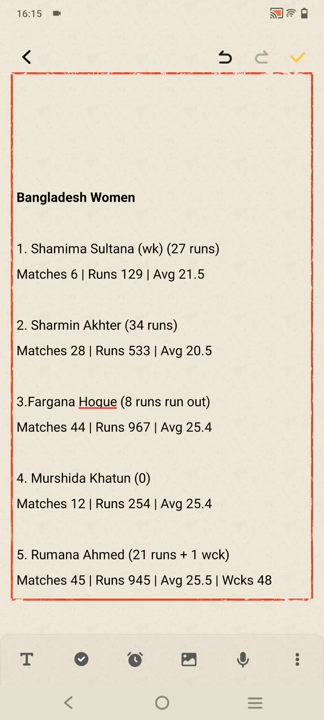 16:15
Bangladesh Women
1. Shamima Sultana (wk) (27 runs)
Matches 6 | Runs 129 | Avg 21.5
2. Sharmin Akhter (34 runs)
Matches 28 | Runs 533 | Avg 20.5
3.Fargana Hoque (8 runs run out)
Matches 44 | Runs 967 | Avg 25.4
4. Murshida Khatun (0)
Matches 12 | Runs 254 | Avg 25.4
5. Rumana Ahmed (21 runs + 1 wck)
Matches 45 | Runs 945 | Avg 25.5 | Wcks 48